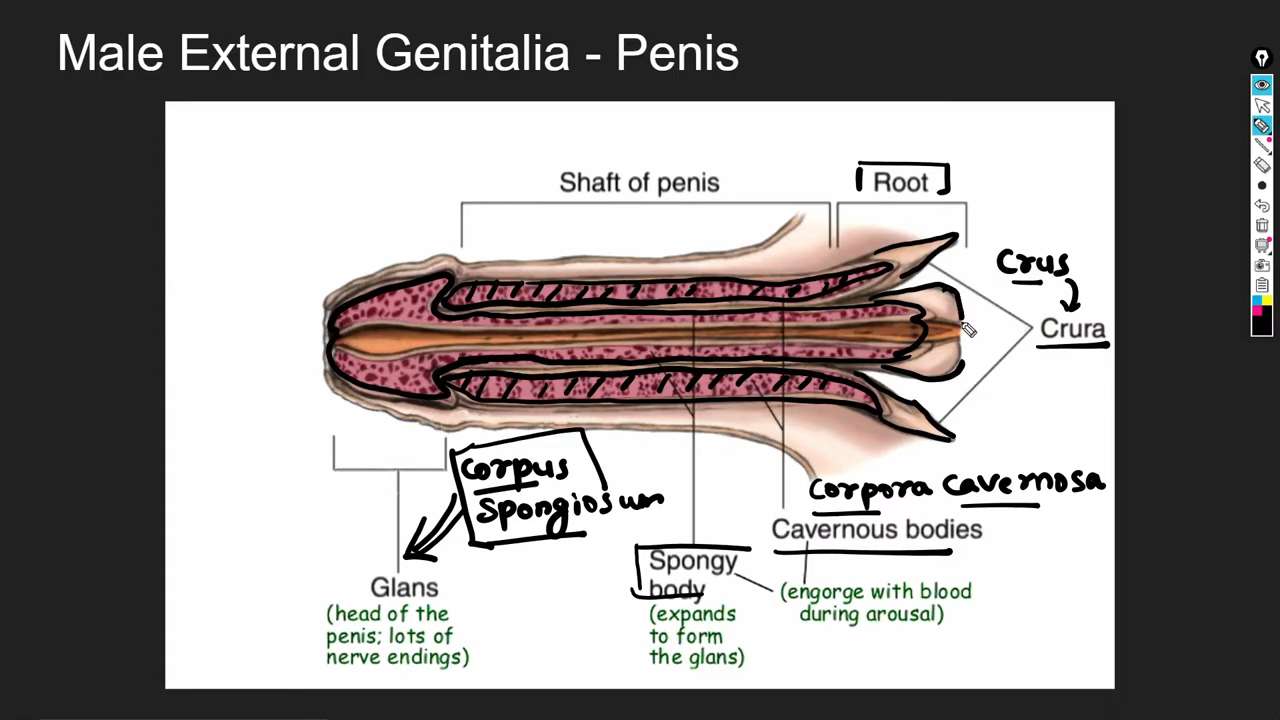 Male External Genitalia - Penis
Shaft of penis
Root
Crus
Crura
Corpus
Spongiosum
Corpora Cavernosa
Cavernous bodies
Spongy
body
Glans
(engorge with blood
during arousal)
(head of the
penis; lots of
nerve endings)
(expands
to form
the glans)